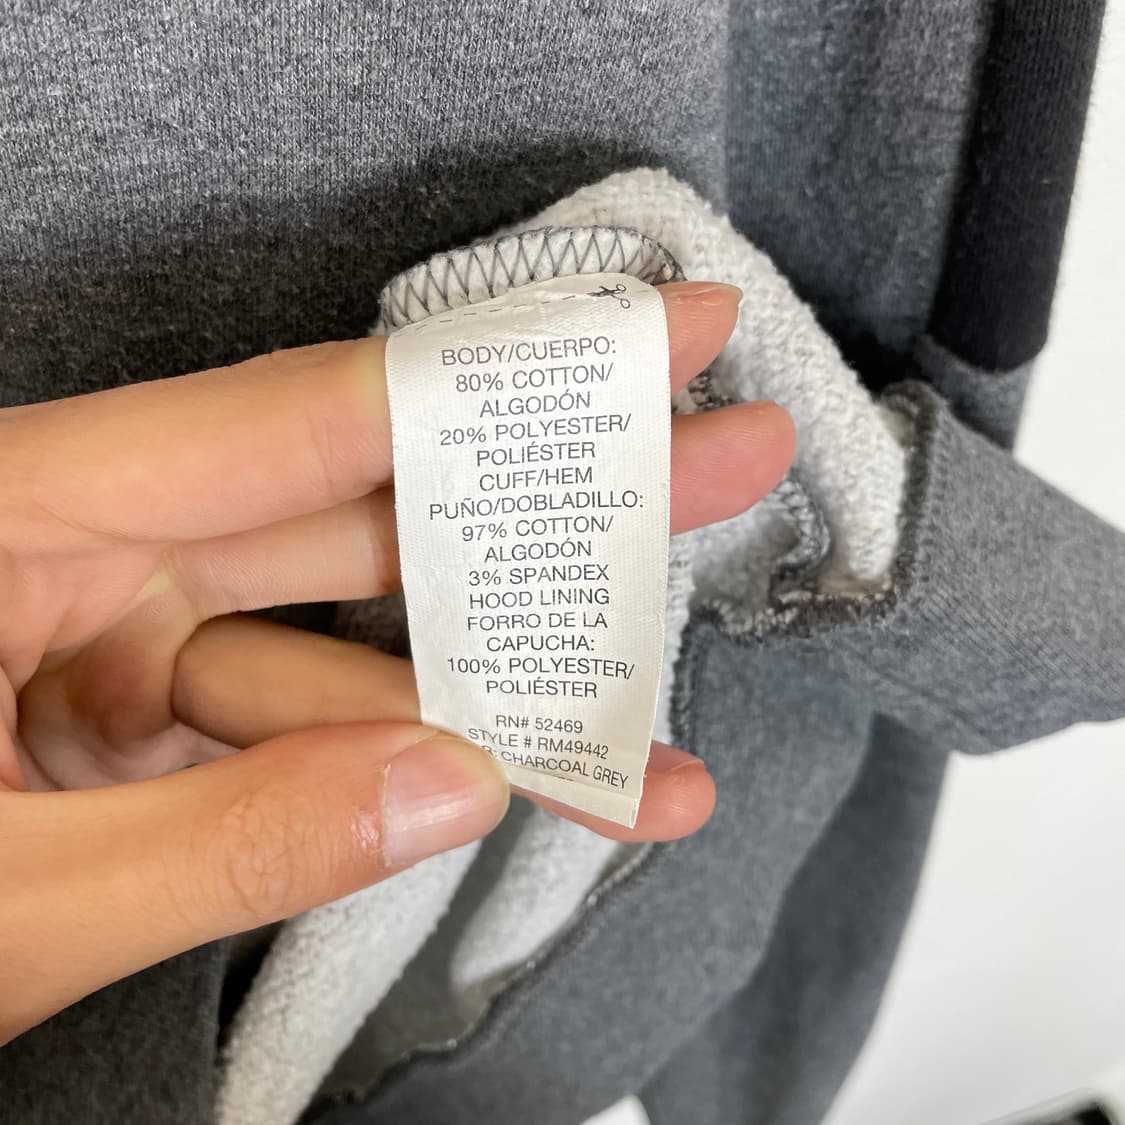 BODY/CUERPO:
80% COTTON/
ALGODÓN
20% POLYESTER/
POLIÉSTER
CUFF/HEM
PUÑO/DOBLADILLO:
97% COTTON/
ALGODÓN
3% SPANDEX
HOOD LINING
FORRO DE LA
CAPUCHA:
100% POLYESTER/
POLIÉSTER
RN# 52469
STYLE # RM49442
CHARCOAL GREY